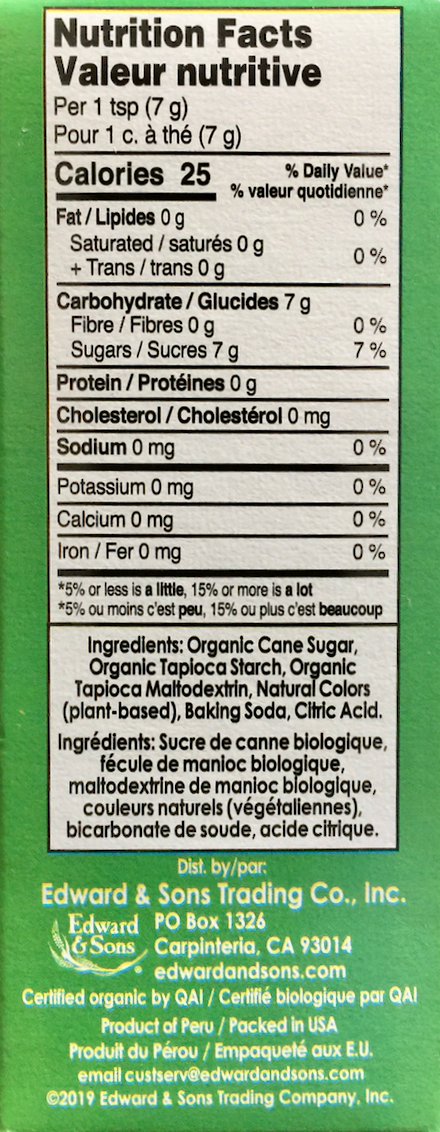 Nutrition Facts
Valeur nutritive
Per 1 tsp (7 g)
Pour 1 c. à thé (7 g)
Calories 25
% Daily Value*
% valeur quotidienne*
Fat / Lipides 0 g 0 %
Saturated / saturés 0 g
+ Trans / trans 0 g 0 %
Carbohydrate / Glucides 7 g
Fibre / Fibres 0 g 0 %
Sugars / Sucres 7 g 7 %
Protein / Protéines 0 g
Cholesterol / Cholestérol 0 mg
Sodium 0 mg 0 %
Potassium 0 mg 0 %
Calcium 0 mg 0 %
Iron / Fer 0 mg 0 %
*5% or less is a little, 15% or more is a lot
*5% ou moins c'est peu, 15% ou plus c'est beaucoup
Ingredients: Organic Cane Sugar,
Organic Tapioca Starch, Organic
Tapioca Maltodextrin, Natural Colors
(plant-based), Baking Soda, Citric Acid.
Ingrédients: Sucre de canne biologique,
fécule de manioc biologique,
maltodextrine de manioc biologique,
couleurs naturels (végétaliennes),
bicarbonate de soude, acide citrique.
Dist. by/par:
Edward & Sons Trading Co., Inc.
Edward
& Sons
PO Box 1326
Carpinteria, CA 93014
edwardandsons.com
Certified organic by QAI / Certifié biologique par QAI
Product of Peru / Packed in USA
Produit du Pérou / Empaqueté aux E.U.
email custserv@edwardandsons.com
©2019 Edward & Sons Trading Company, Inc.